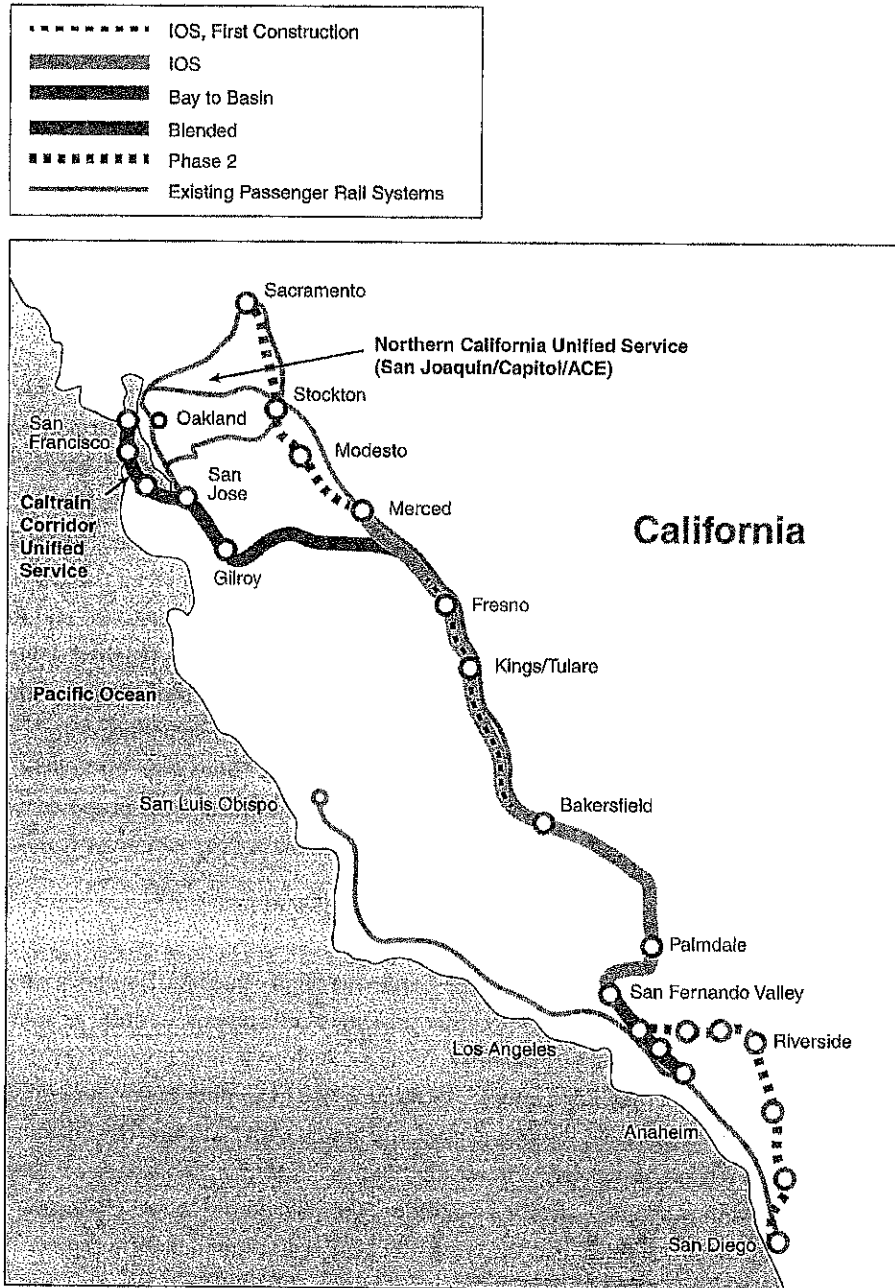 IOS, First Construction
IOS
Bay to Basin
Blended
Phase 2
Existing Passenger Rail Systems
Sacramento
Northern California Unified Service
(San Joaquin/Capitol/ACE)
Stockton
San
Francisco
Oakland
Modesto
San
Jose
Merced
Caltrain
Corridor
Unified
Service
California
Gilroy
Fresno
Kings/Tulare
Pacific Ocean
San Luis Obispo
Bakersfield
Palmdale
San Fernando Valley
Los Angeles
Riverside
Anaheim
San Diego